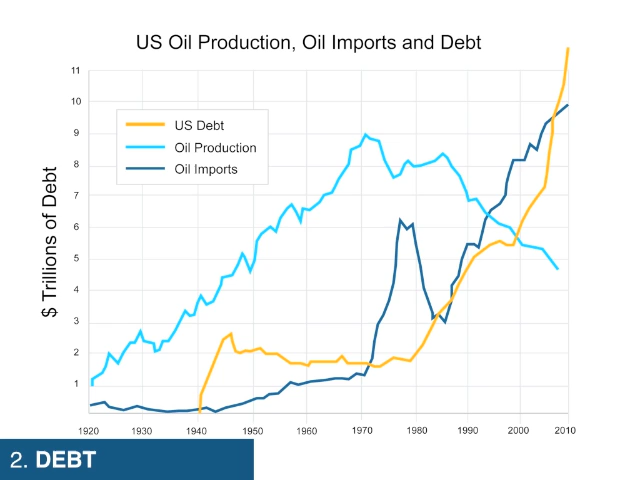 US Oil Production, Oil Imports and Debt
$ Trillions of Debt
11
10
9
8
7
6
5
4
3
2
1
US Debt
Oil Production
Oil Imports
1920 1930 1940 1950 1960 1970 1980 1990 2000 2010
2. DEBT